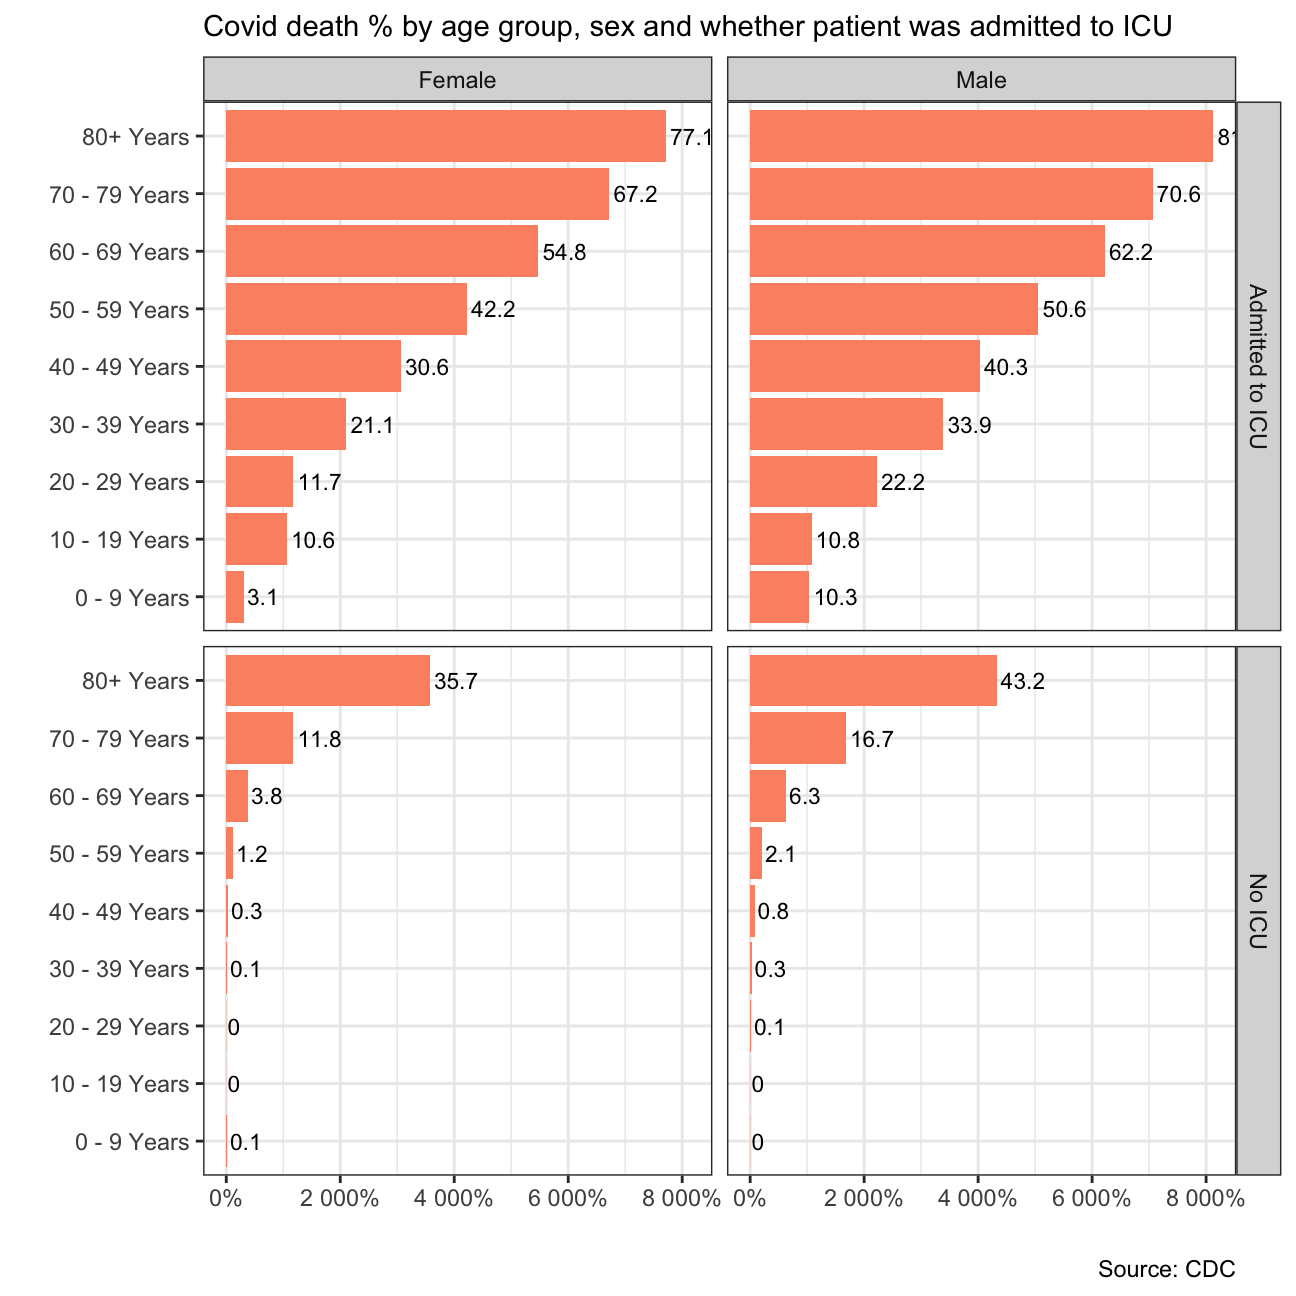 Covid death % by age group, sex and whether patient was admitted to ICU
Female Male
80+ Years 77.1
70 - 79 Years 67.2 70.6
60 - 69 Years 54.8 62.2
50 - 59 Years 42.2 50.6
40 - 49 Years 30.6 40.3
30 - 39 Years 21.1 33.9
20 - 29 Years 11.7 22.2
10 - 19 Years 10.6 10.8
0 - 9 Years 3.1 10.3
Admitted to ICU
80+ Years 35.7 43.2
70 - 79 Years 11.8 16.7
60 - 69 Years 3.8 6.3
50 - 59 Years 1.2 2.1
40 - 49 Years 0.3 0.8
30 - 39 Years 0.1 0.3
20 - 29 Years 0 0.1
10 - 19 Years 0 0
0 - 9 Years 0.1 0
No ICU
0% 2 000% 4 000% 6 000% 8 000% 0% 2 000% 4 000% 6 000% 8 000%
Source: CDC